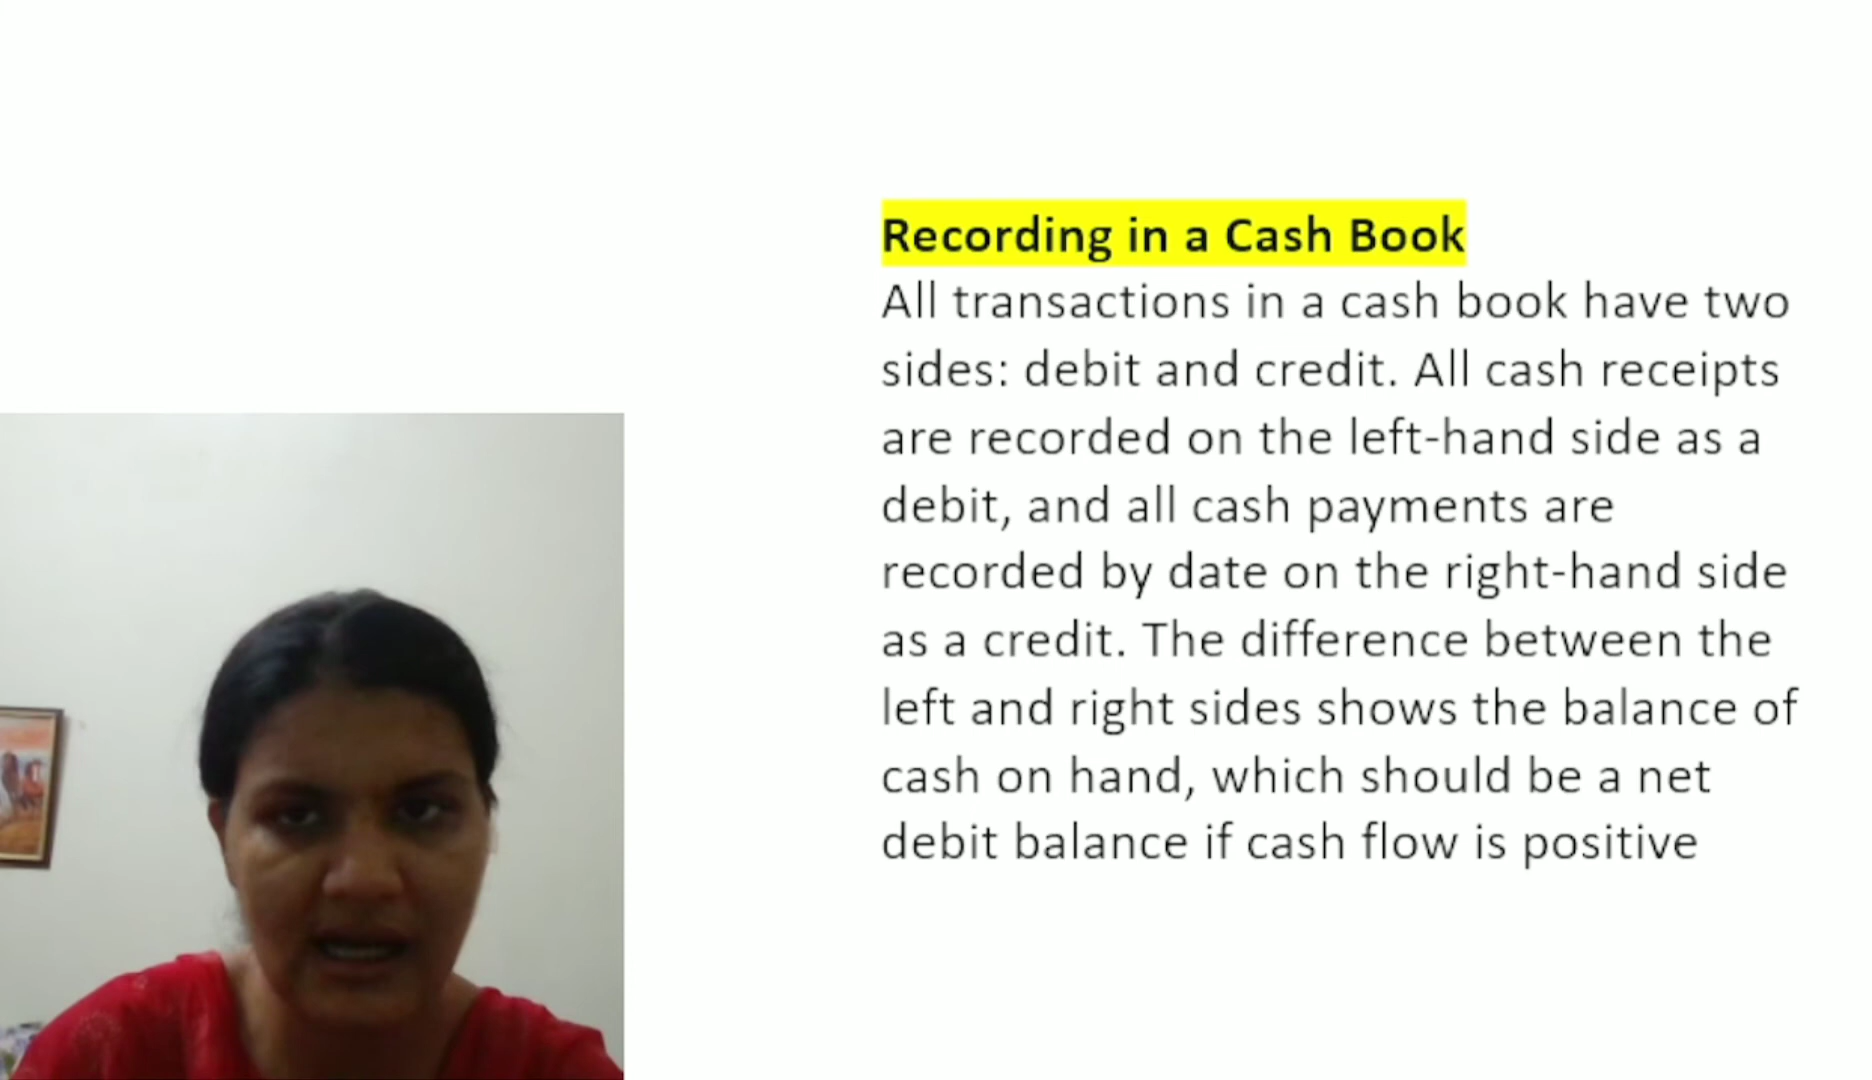 Recording in a Cash Book
All transactions in a cash book have two
sides: debit and credit. All cash receipts
are recorded on the left-hand side as a
debit, and all cash payments are
recorded by date on the right-hand side
as a credit. The difference between the
left and right sides shows the balance of
cash on hand, which should be a net
debit balance if cash flow is positive